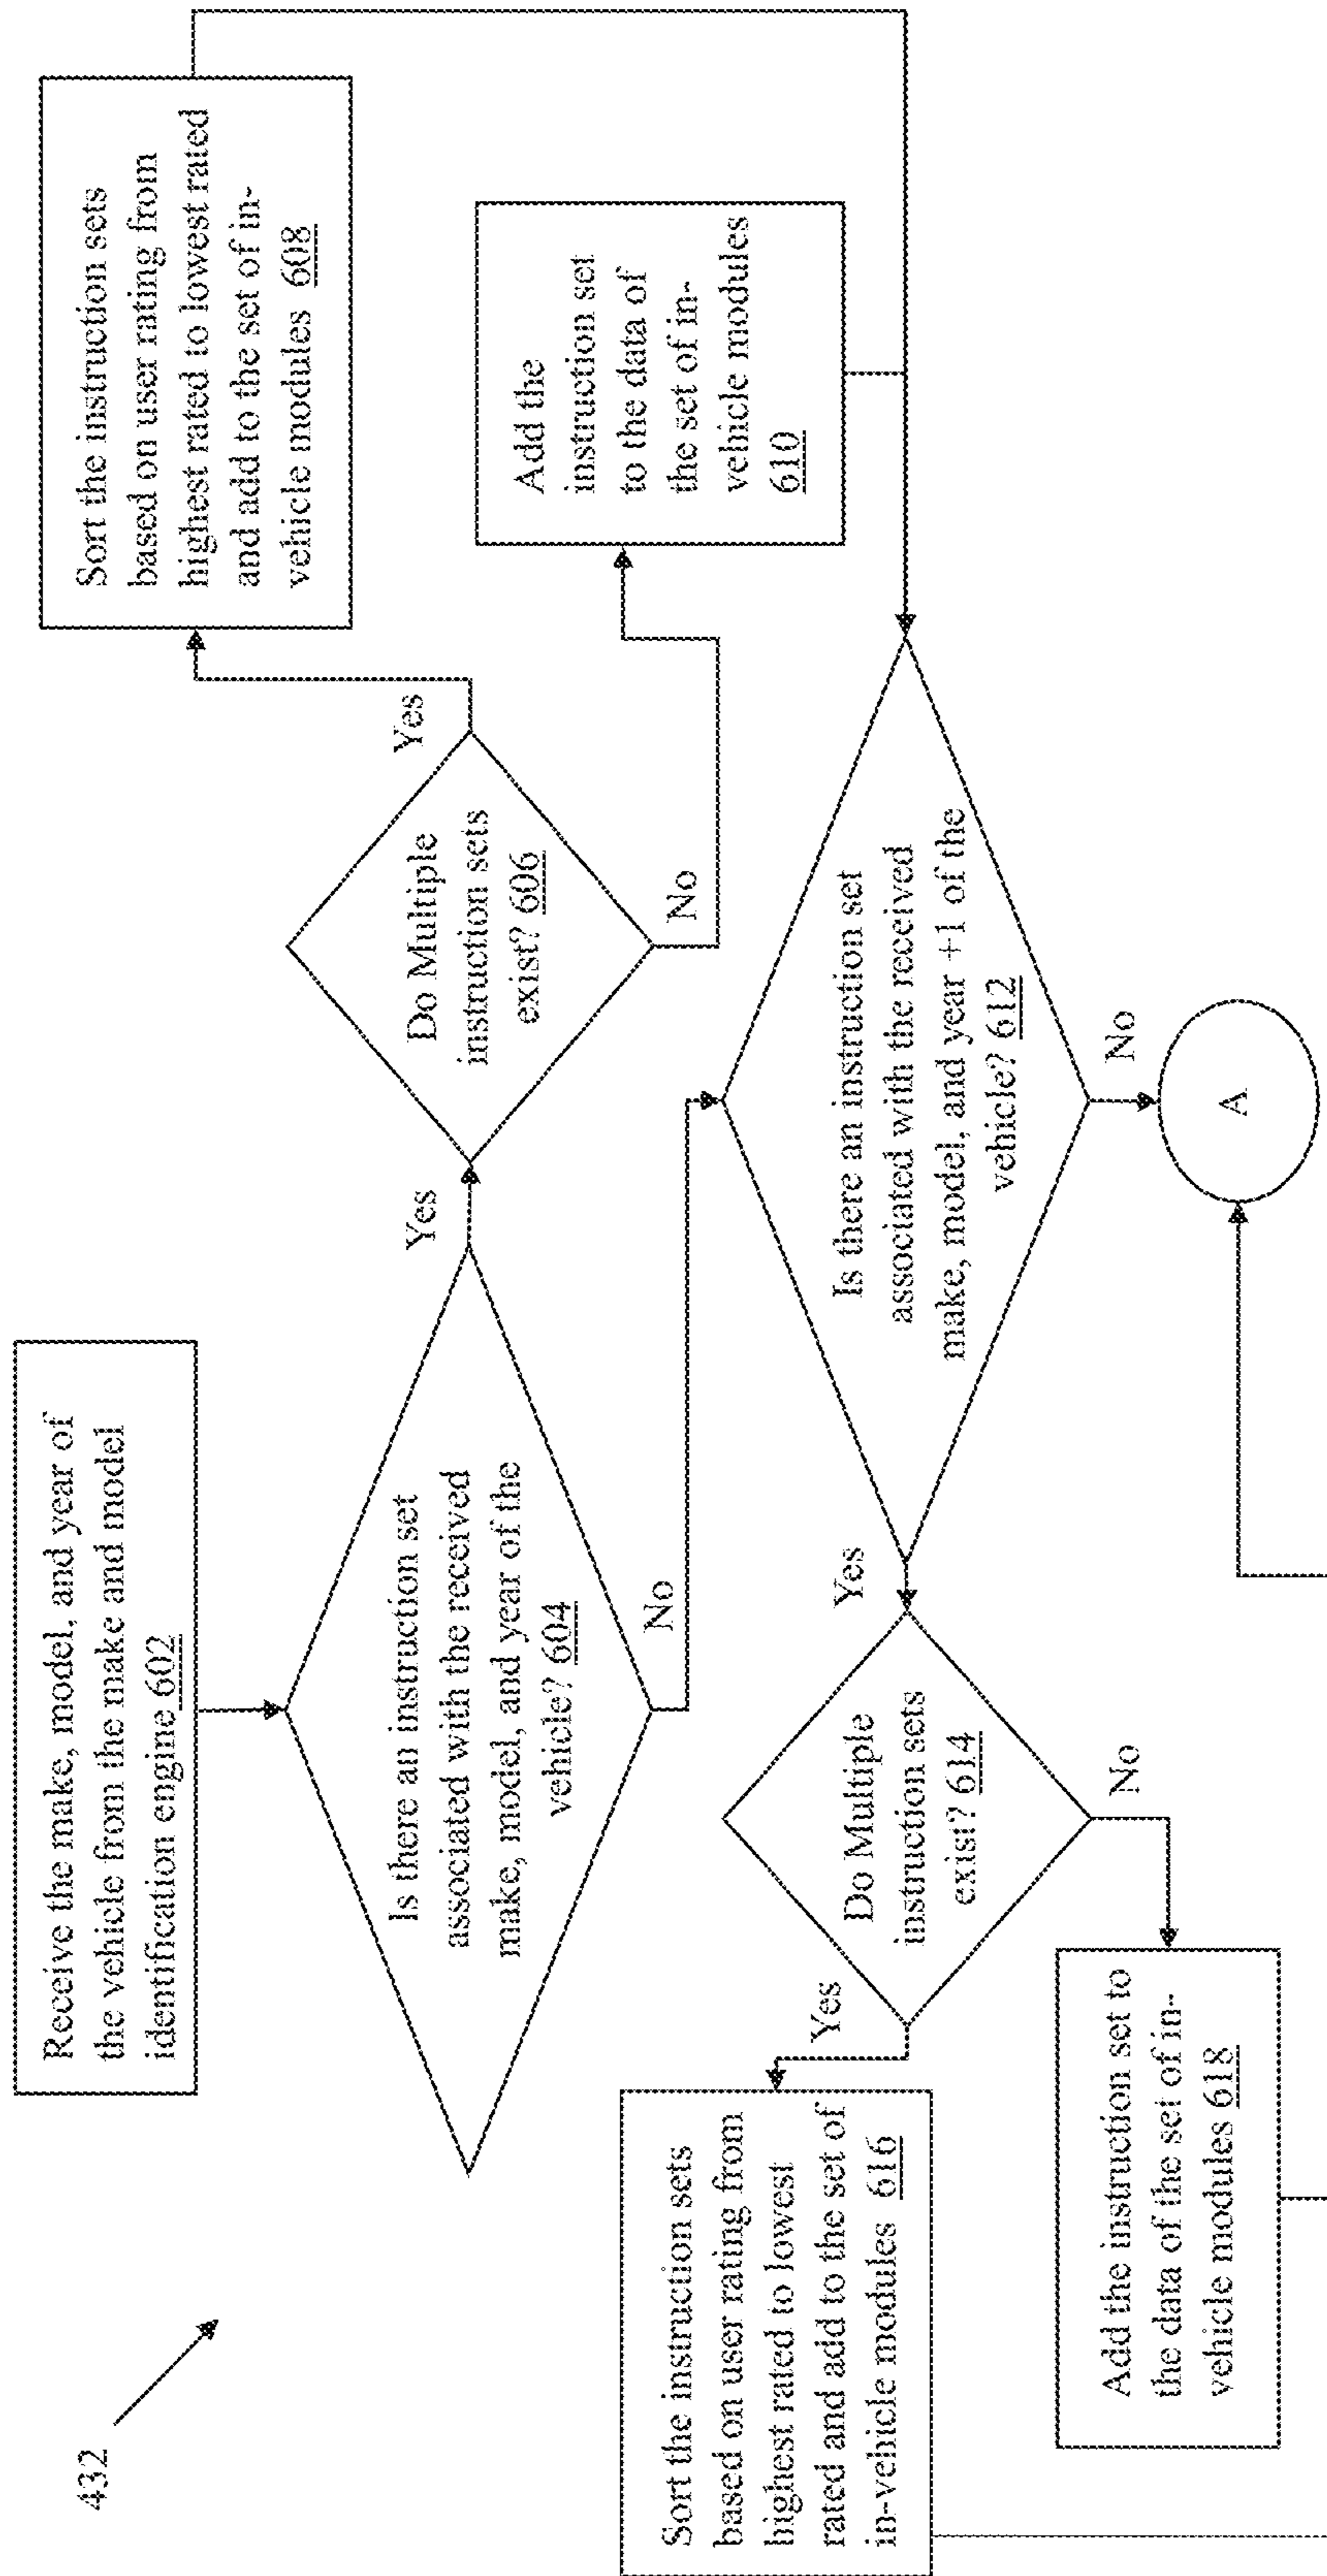 432
Receive the make, model, and year of
the vehicle from the make and model
identification engine 602
Is there an instruction set
associated with the received
make, model, and year of the
vehicle? 604
Yes
No
Do Multiple
instruction sets
exist? 606
Yes
No
Sort the instruction sets
based on user rating from
highest rated to lowest rated
and add to the set of in-
vehicle modules 608
Add the
instruction set
to the data of
the set of in-
vehicle modules
610
Is there an instruction set
associated with the received
make, model, and year +1 of the
vehicle? 612
Yes
No
Do Multiple
instruction sets
exist? 614
Yes
No
Sort the instruction sets
based on user rating from
highest rated to lowest
rated and add to the set of
in-vehicle modules 616
Add the instruction set to
the data of the set of in-
vehicle modules 618
A